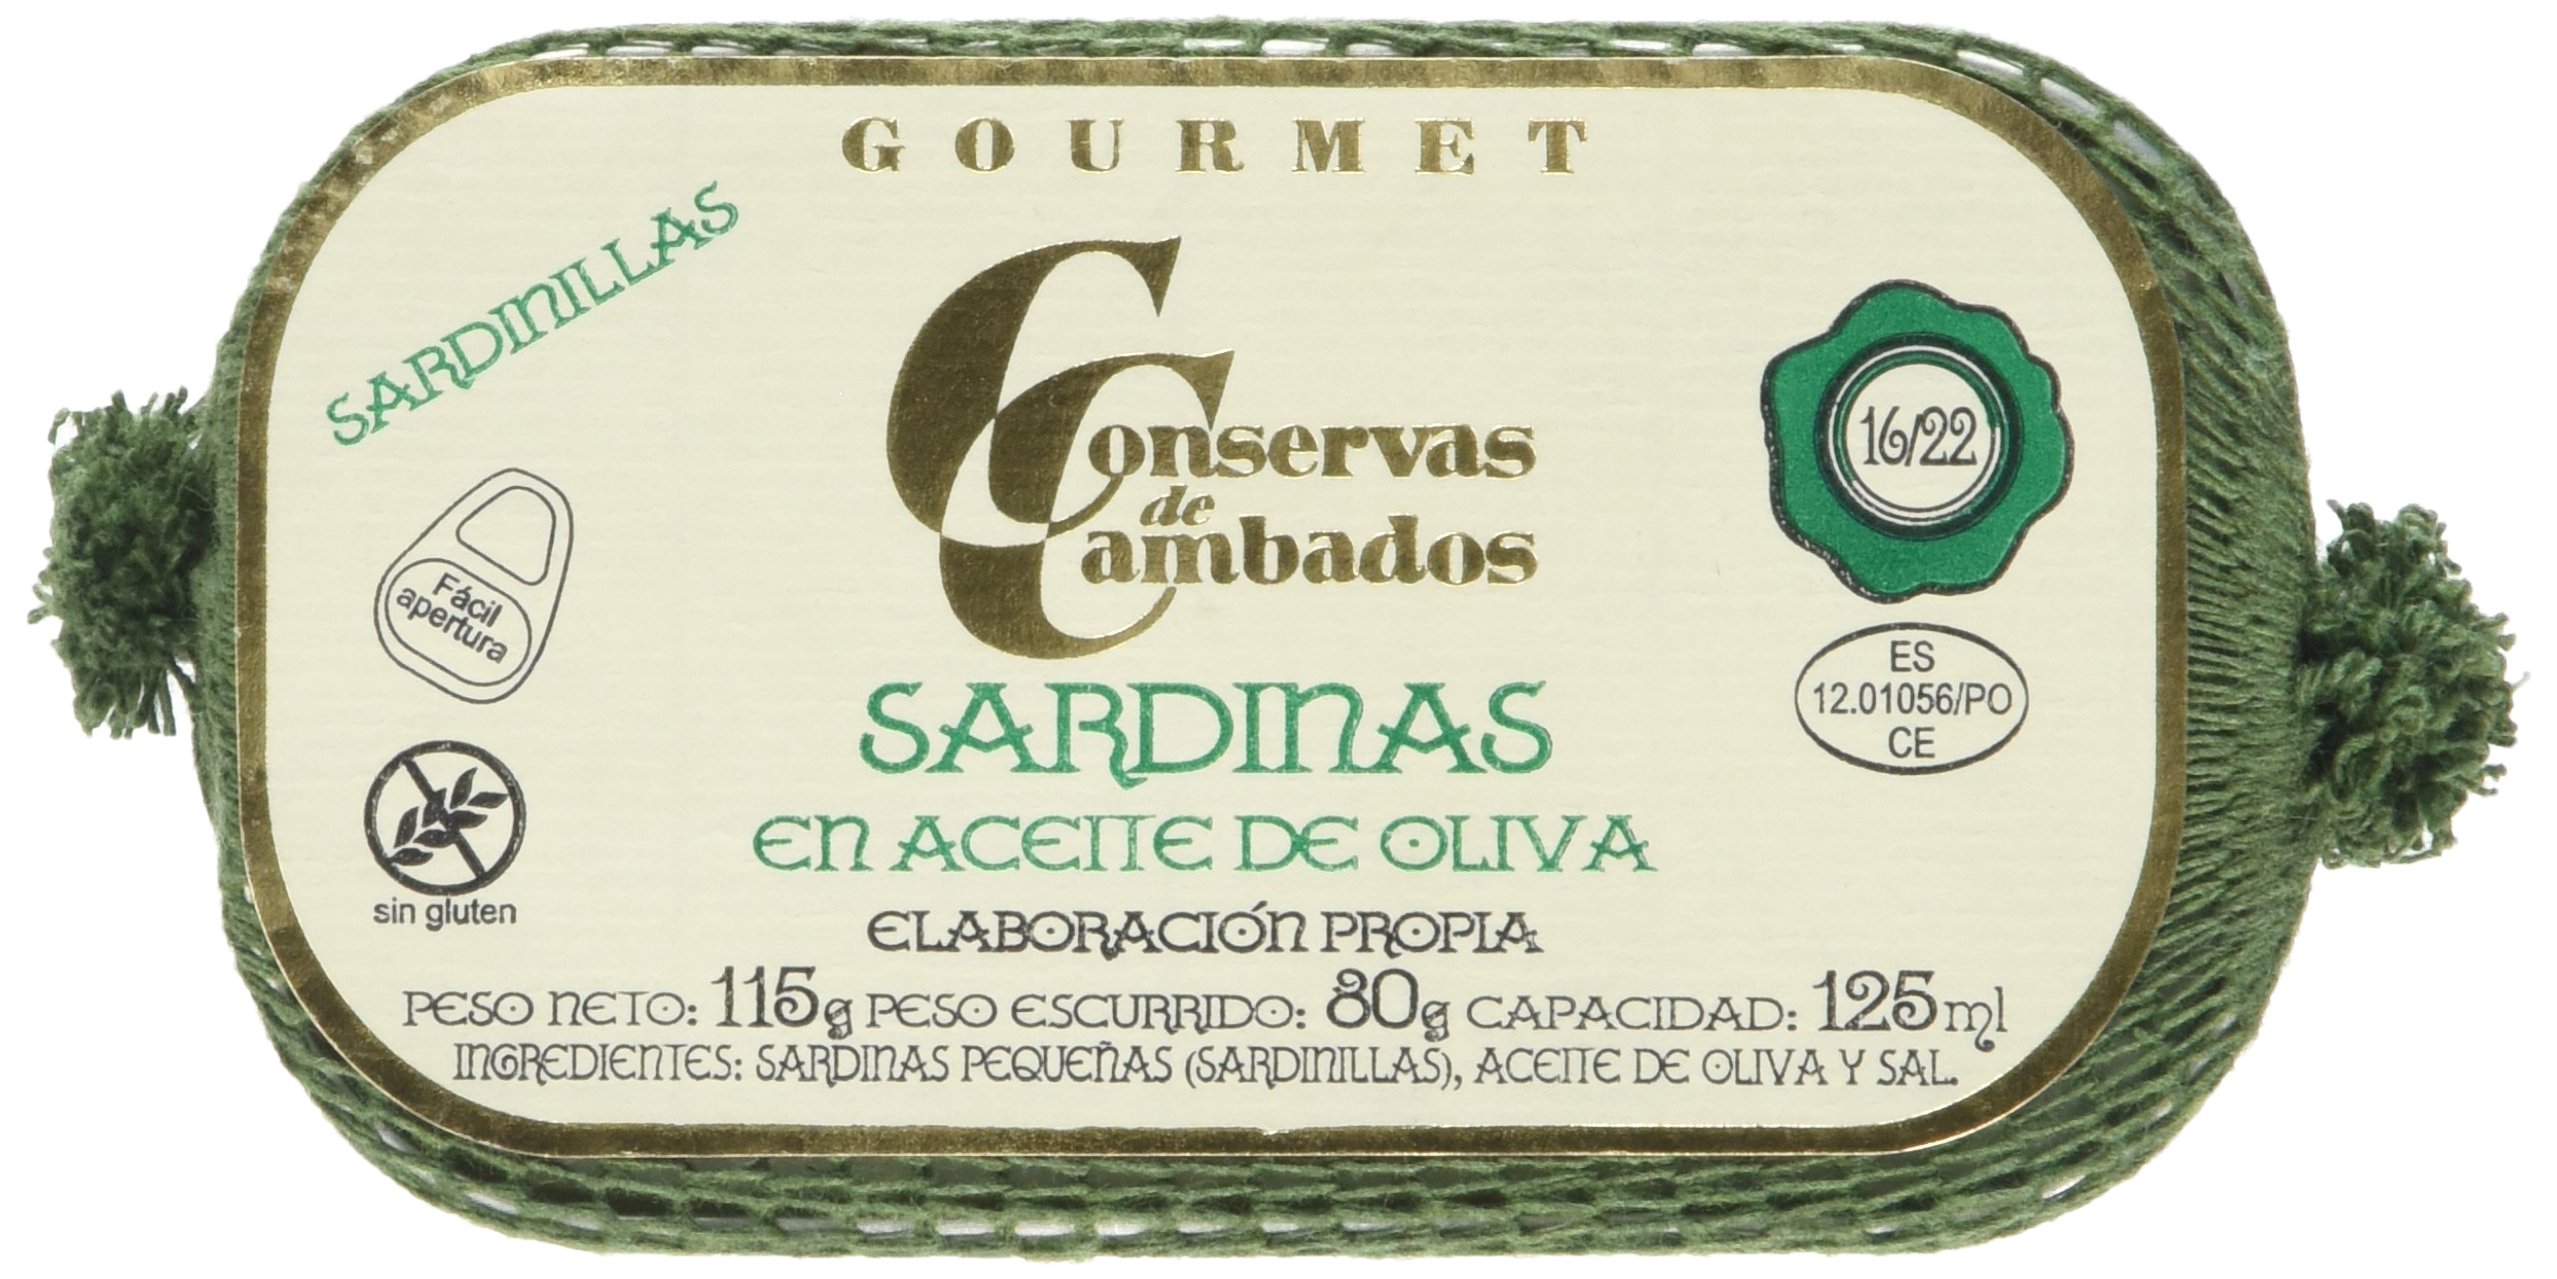 GOURMET
SARDINILLAS
Conservas
de
Cambados
16/22
Fácil
apertura
ES
12.01056/PO
CE
SARDINAS
EN ACEITE DE OLIVA
sin gluten
ELABORACIÓN PROPIA
PESO NETO: 115g PESO ESCURRIDO: 80g CAPACIDAD: 125ml
INGREDIENTES: SARDINAS PEQUEÑAS (SARDINILLAS), ACEITE DE OLIVA Y SAL.